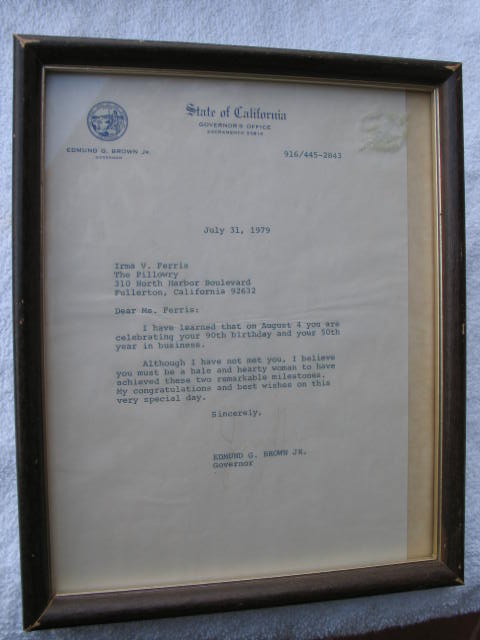 State of California
GOVERNOR'S OFFICE
SACRAMENTO 95814
EDMUND G. BROWN JR.
GOVERNOR
916/445-2843
July 31, 1979
Irma V. Ferris
The Pillowry
310 North Harbor Boulevard
Fullerton, California 92632
Dear Ms. Ferris:
I have learned that on August 4 you are
celebrating your 90th birthday and your 50th
year in business.
Although I have not met you, I believe
you must be a hale and hearty woman to have
achieved these two remarkable milestones.
My congratulations and best wishes on this
very special day.
Sincerely,
EDMUND G. BROWN JR.
Governor